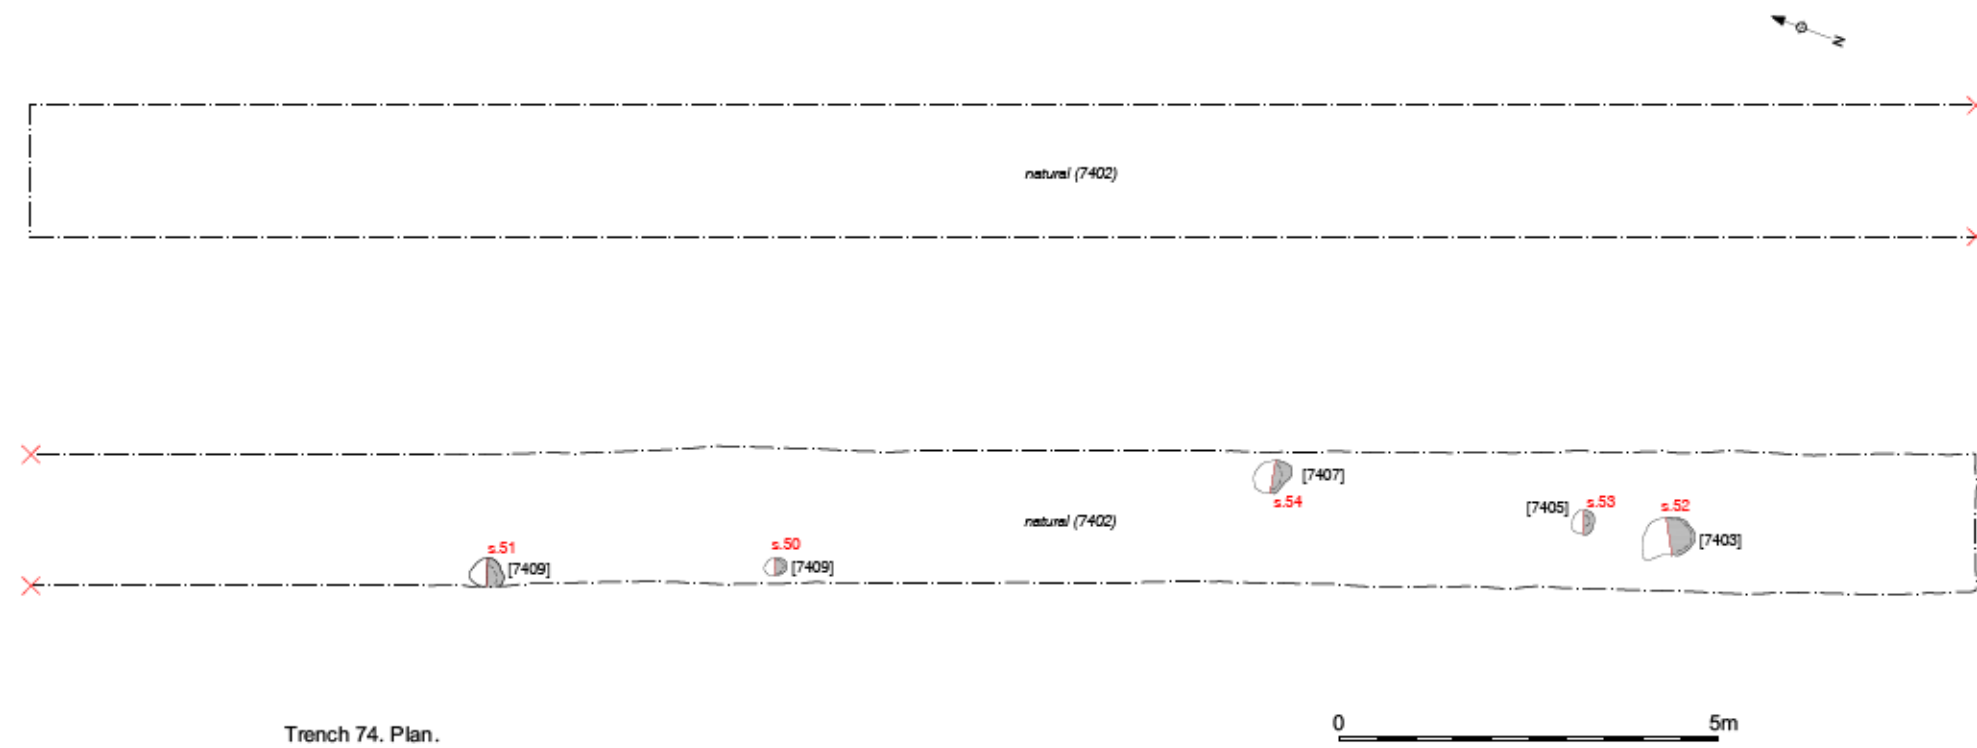 N
natural (7402)
[7407]
s.54
[7405] s.53
s.52
[7403]
natural (7402)
s.51
[7409]
s.50
[7409]
Trench 74. Plan.
0 5m